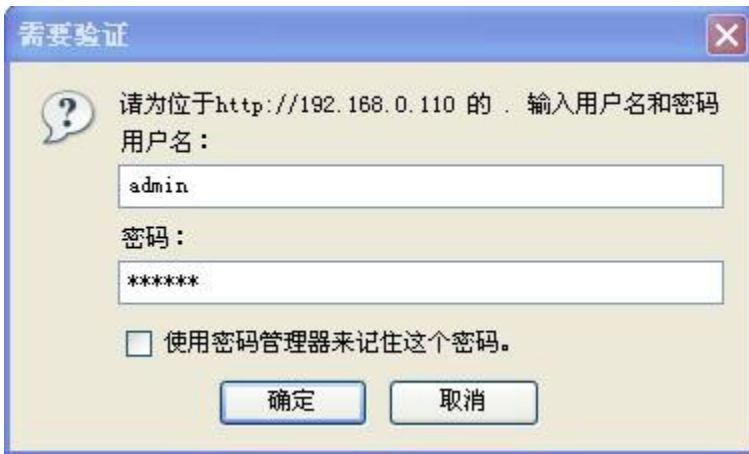 需要验证
请为位于http://192.168.0.110 的 . 输入用户名和密码
用户名：
admin
密码：
******
使用密码管理器来记住这个密码。
确定
取消